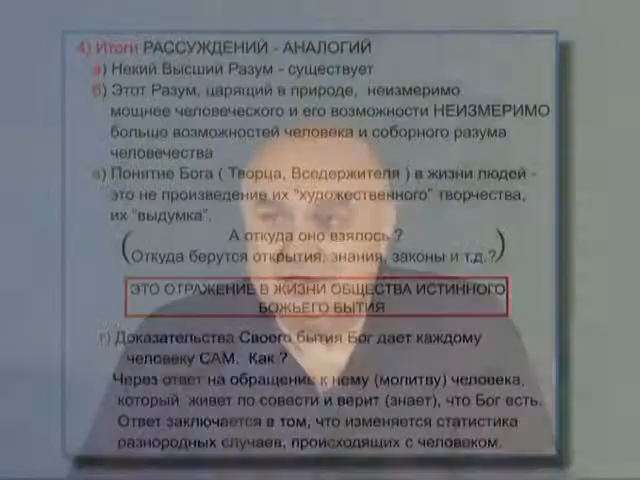 4) Итоги РАССУЖДЕНИЙ - АНАЛОГИЙ
а) Некий Высший Разум - существует
б) Этот Разум, царящий в природе, неизмеримо
мощнее человеческого и его возможности НЕИЗМЕРИМО
больше возможностей человека и соборного разума
человечества
в) Понятие Бога ( Творца, Вседержителя ) в жизни людей -
это не произведение их "художественного" творчества,
их "выдумка".
А откуда оно взялось ?
(Откуда берутся открытия, знания, законы и т.д.?)
ЭТО ОТРАЖЕНИЕ В ЖИЗНИ ОБЩЕСТВА ИСТИННОГО
БОЖЬЕГО БЫТИЯ
г) Доказательства Своего бытия Бог дает каждому
человеку САМ. Как ?
Через ответ на обращение к нему (молитву) человека,
который живет по совести и верит (знает), что Бог есть.
Ответ заключается в том, что изменяется статистика
разнородных случаев, происходящих с человеком.